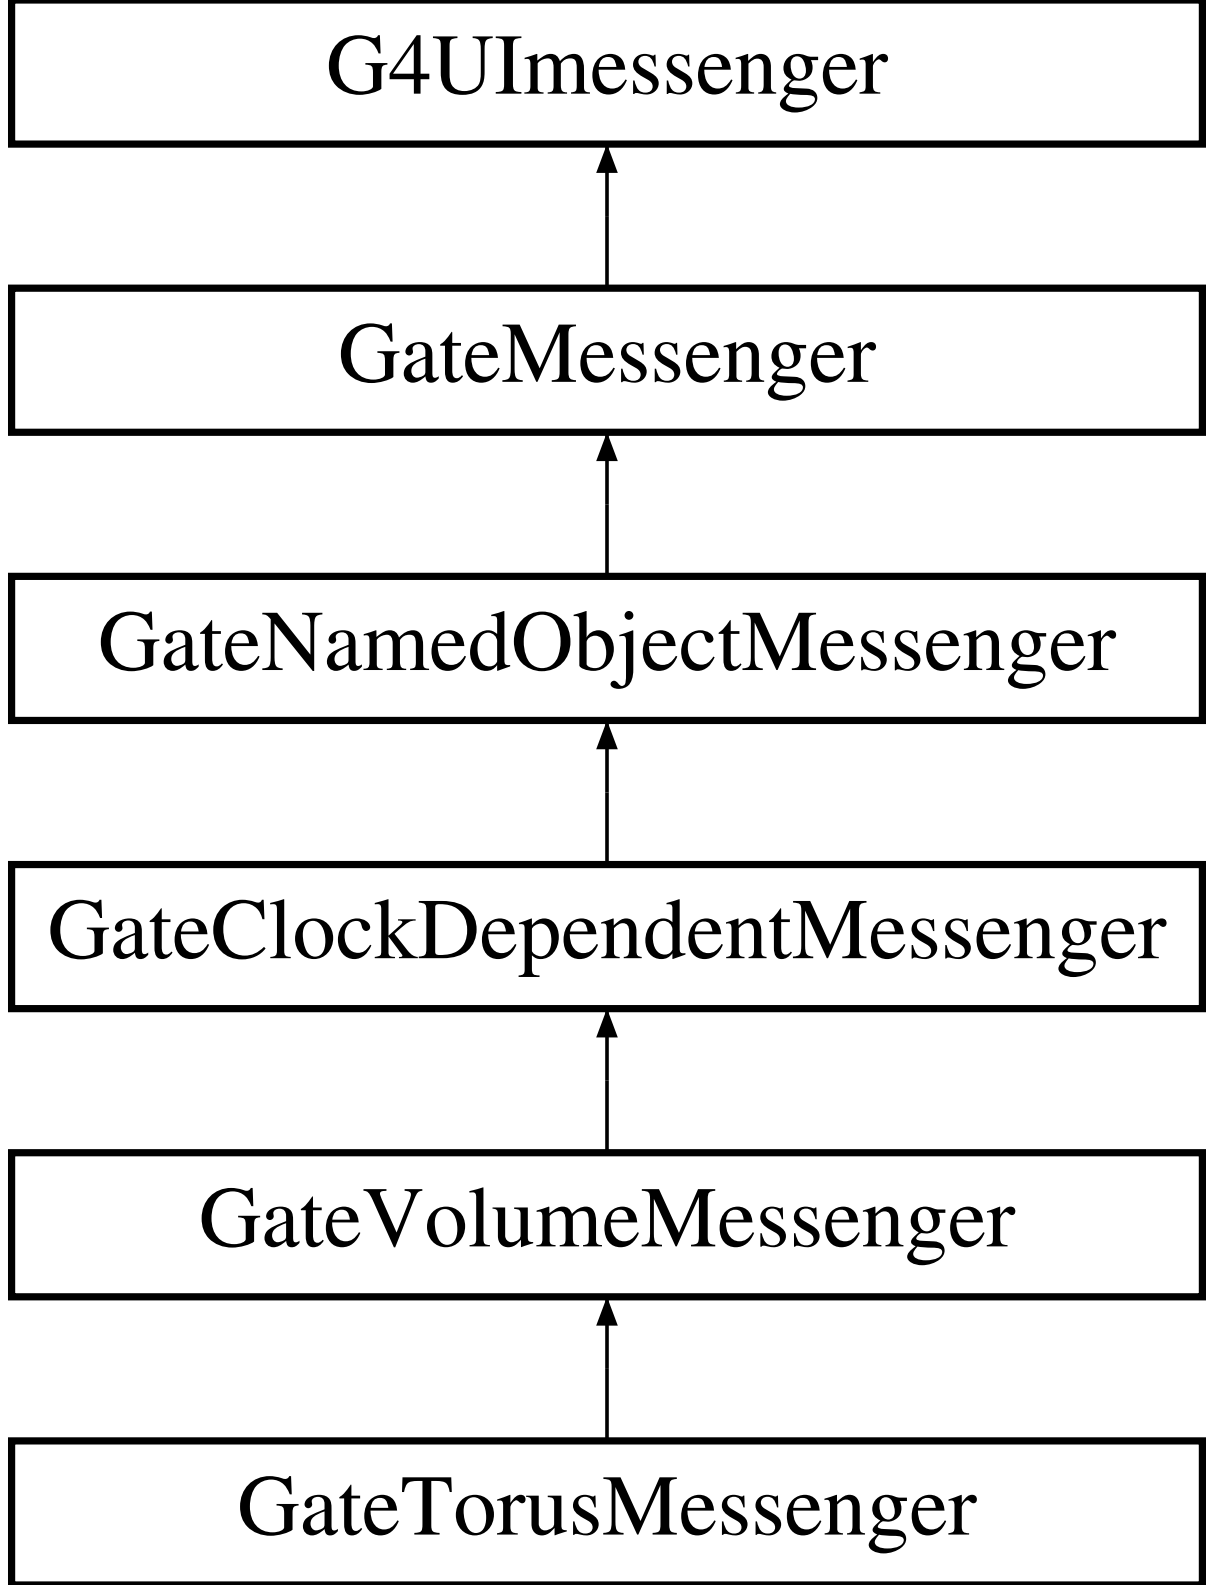 G4UImessenger
GateMessenger
GateNamedObjectMessenger
GateClockDependentMessenger
GateVolumeMessenger
GateTorusMessenger